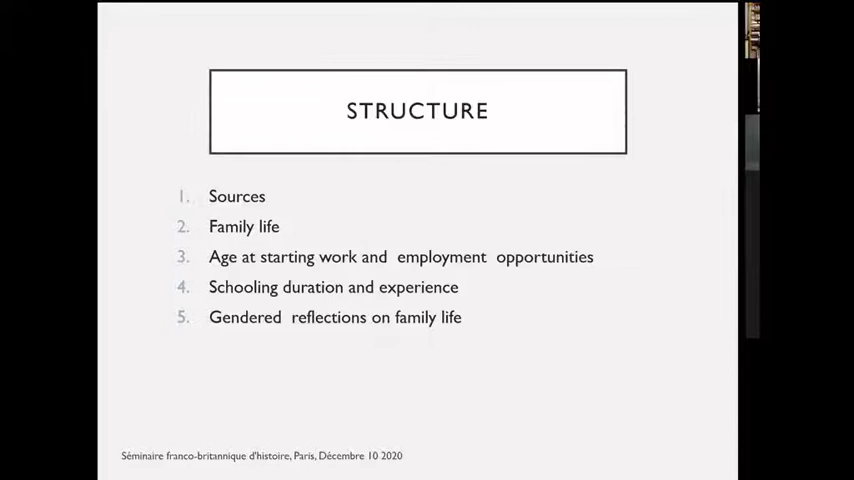 STRUCTURE
1. Sources
2. Family life
3. Age at starting work and employment opportunities
4. Schooling duration and experience
5. Gendered reflections on family life
Séminaire franco-britannique d'histoire, Paris, Décembre 10 2020